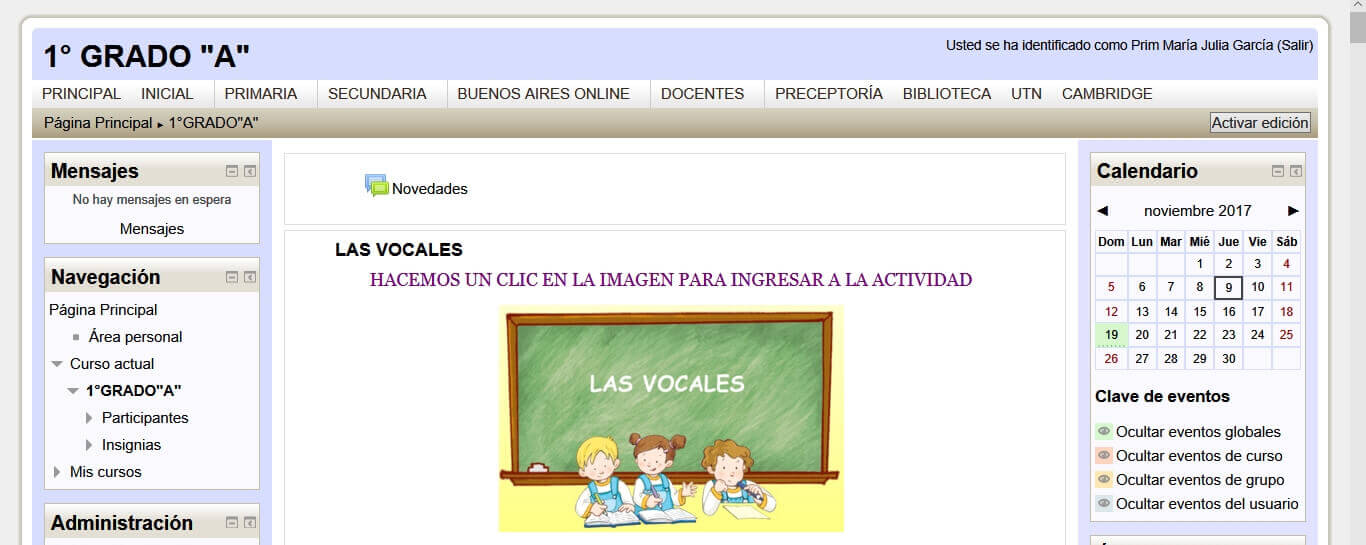 1° GRADO "A"
Usted se ha identificado como Prim María Julia García (Salir)
PRINCIPAL INICIAL PRIMARIA SECUNDARIA BUENOS AIRES ONLINE DOCENTES PRECEPTORÍA BIBLIOTECA UTN CAMBRIDGE
Página Principal ▸ 1°GRADO"A"
Activar edición
Mensajes
No hay mensajes en espera
Mensajes
Navegación
Página Principal
Área personal
Curso actual
1°GRADO"A"
Participantes
Insignias
Mis cursos
Administración
Novedades
LAS VOCALES
HACEMOS UN CLIC EN LA IMAGEN PARA INGRESAR A LA ACTIVIDAD
LAS VOCALES
Calendario
◄ noviembre 2017 ►
Dom Lun Mar Mié Jue Vie Sáb
1 2 3 4
5 6 7 8 9 10 11
12 13 14 15 16 17 18
19 20 21 22 23 24 25
26 27 28 29 30
Clave de eventos
Ocultar eventos globales
Ocultar eventos de curso
Ocultar eventos de grupo
Ocultar eventos del usuario